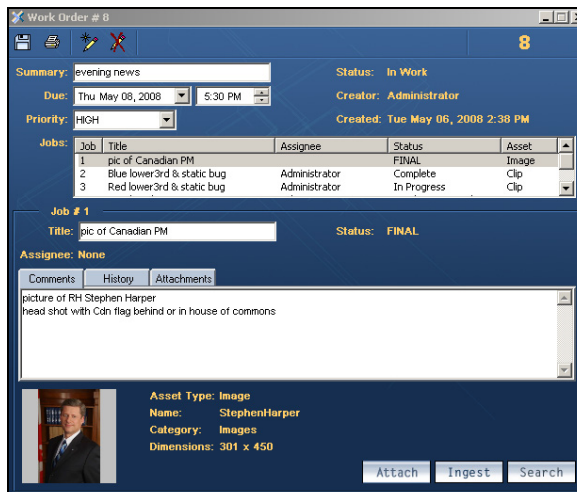 Work Order # 8
8
Summary: evening news Status: In Work
Due: Thu May 08, 2008 5:30 PM Creator: Administrator
Priority: HIGH Created: Tue May 06, 2008 2:38 PM
Jobs: Job Title Assignee Status Asset
1 pic of Canadian PM FINAL Image
2 Blue lower3rd & static bug Administrator Complete Clip
3 Red lower3rd & static bug Administrator In Progress Clip
Job # 1
Title: pic of Canadian PM Status: FINAL
Assignee: None
Comments History Attachments
picture of RH Stephen Harper
head shot with Cdn flag behind or in house of commons
Asset Type: Image
Name: StephenHarper
Category: Images
Dimensions: 301 x 450
Attach Ingest Search